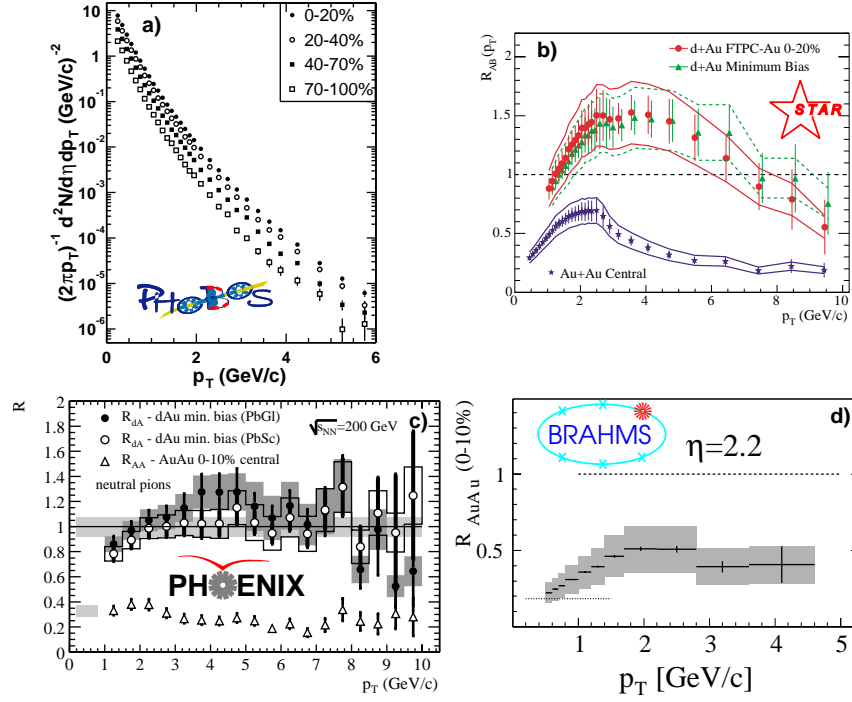 a)
0-20%
20-40%
40-70%
70-100%
(2πp_T)^-1 d^2N/dη dp_T (GeV/c)^-2
10
1
10^-1
10^-2
10^-3
10^-4
10^-5
10^-6
0 2 4 6
p_T (GeV/c)
PHOBOS
b)
R_AB(p_T)
d+Au FTPC-Au 0-20%
d+Au Minimum Bias
STAR
2
1.5
1
0.5
0
Au+Au Central
0 2 4 6 8 10
p_T (GeV/c)
c)
R
R_dA - dAu min. bias (PbGl)
R_dA - dAu min. bias (PbSc)
R_AA - AuAu 0-10% central
neutral pions
√s_NN=200 GeV
2
1.8
1.6
1.4
1.2
1
0.8
0.6
0.4
0.2
0
PHENIX
0 1 2 3 4 5 6 7 8 9 10
p_T (GeV/c)
d)
R_AuAu (0-10%)
BRAHMS
η=2.2
1
0.5
0 1 2 3 4 5
p_T [GeV/c]